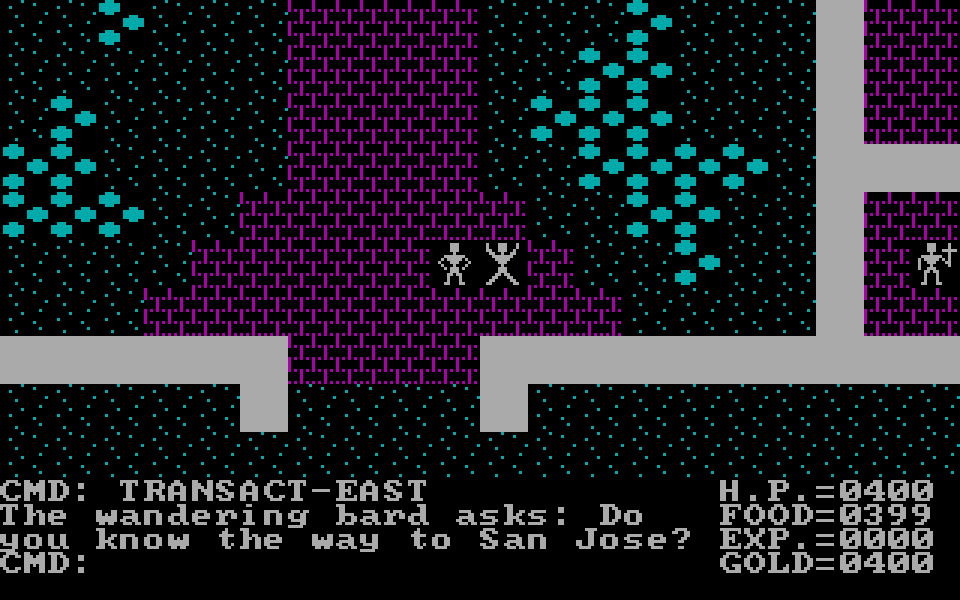 CMD: TRANSACT-EAST H.P.=0400
The wandering bard asks: Do FOOD=0399
you know the way to San Jose? EXP.=0000
CMD: GOLD=0400